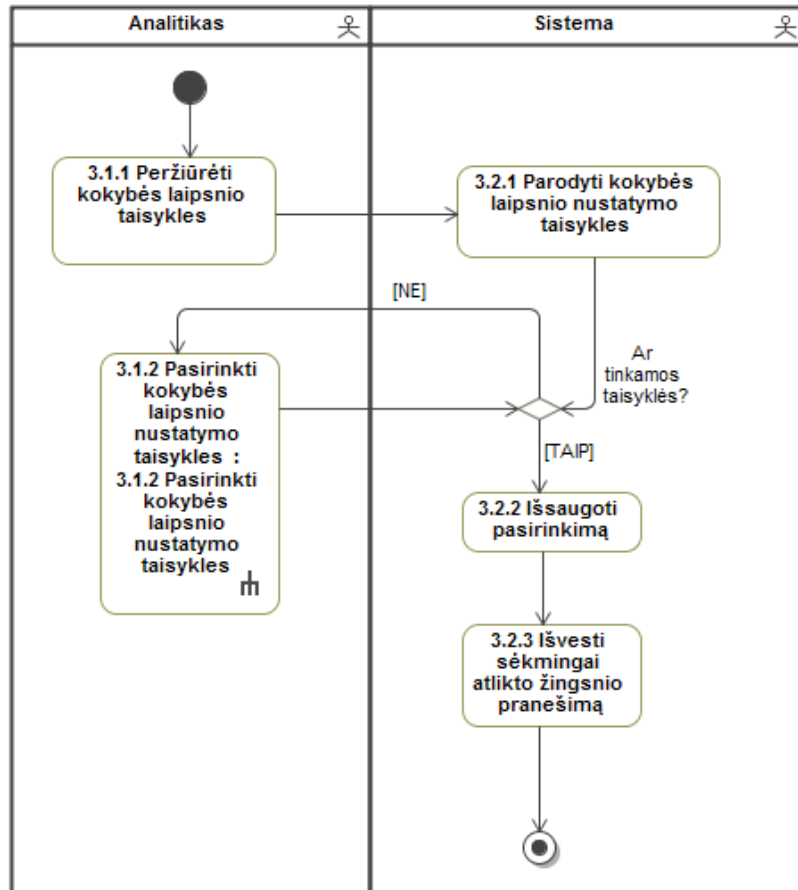 Analitikas
Sistema
3.1.1 Peržiūrėti
kokybės laipsnio
taisykles
3.2.1 Parodyti kokybės
laipsnio nustatymo
taisykles
[NE]
Ar
tinkamos
taisyklės?
3.1.2 Pasirinkti
kokybės
laipsnio
nustatymo
taisykles :
3.1.2 Pasirinkti
kokybės
laipsnio
nustatymo
taisykles
[TAIP]
3.2.2 Išsaugoti
pasirinkimą
3.2.3 Išvesti
sėkmingai
atlikto žingsnio
pranešimą